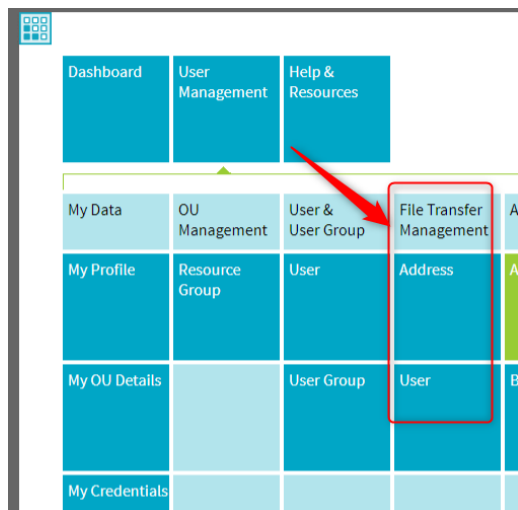 Dashboard
User
Management
Help &
Resources
My Data
OU
Management
User &
User Group
File Transfer
Management
A
My Profile
Resource
Group
User
Address
A
My OU Details
User Group
User
B
My Credentials